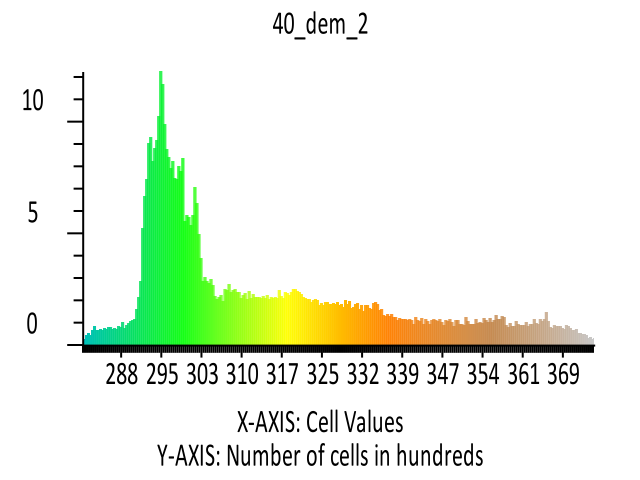 40_dem_2
10
5
0
288 295 303 310 317 325 332 339 347 354 361 369
X-AXIS: Cell Values
Y-AXIS: Number of cells in hundreds